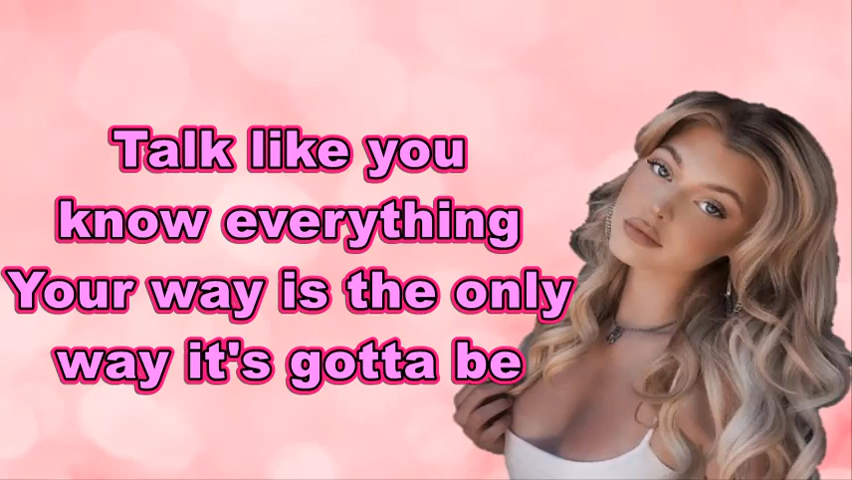 Talk like you
know everything
Your way is the only
way it's gotta be